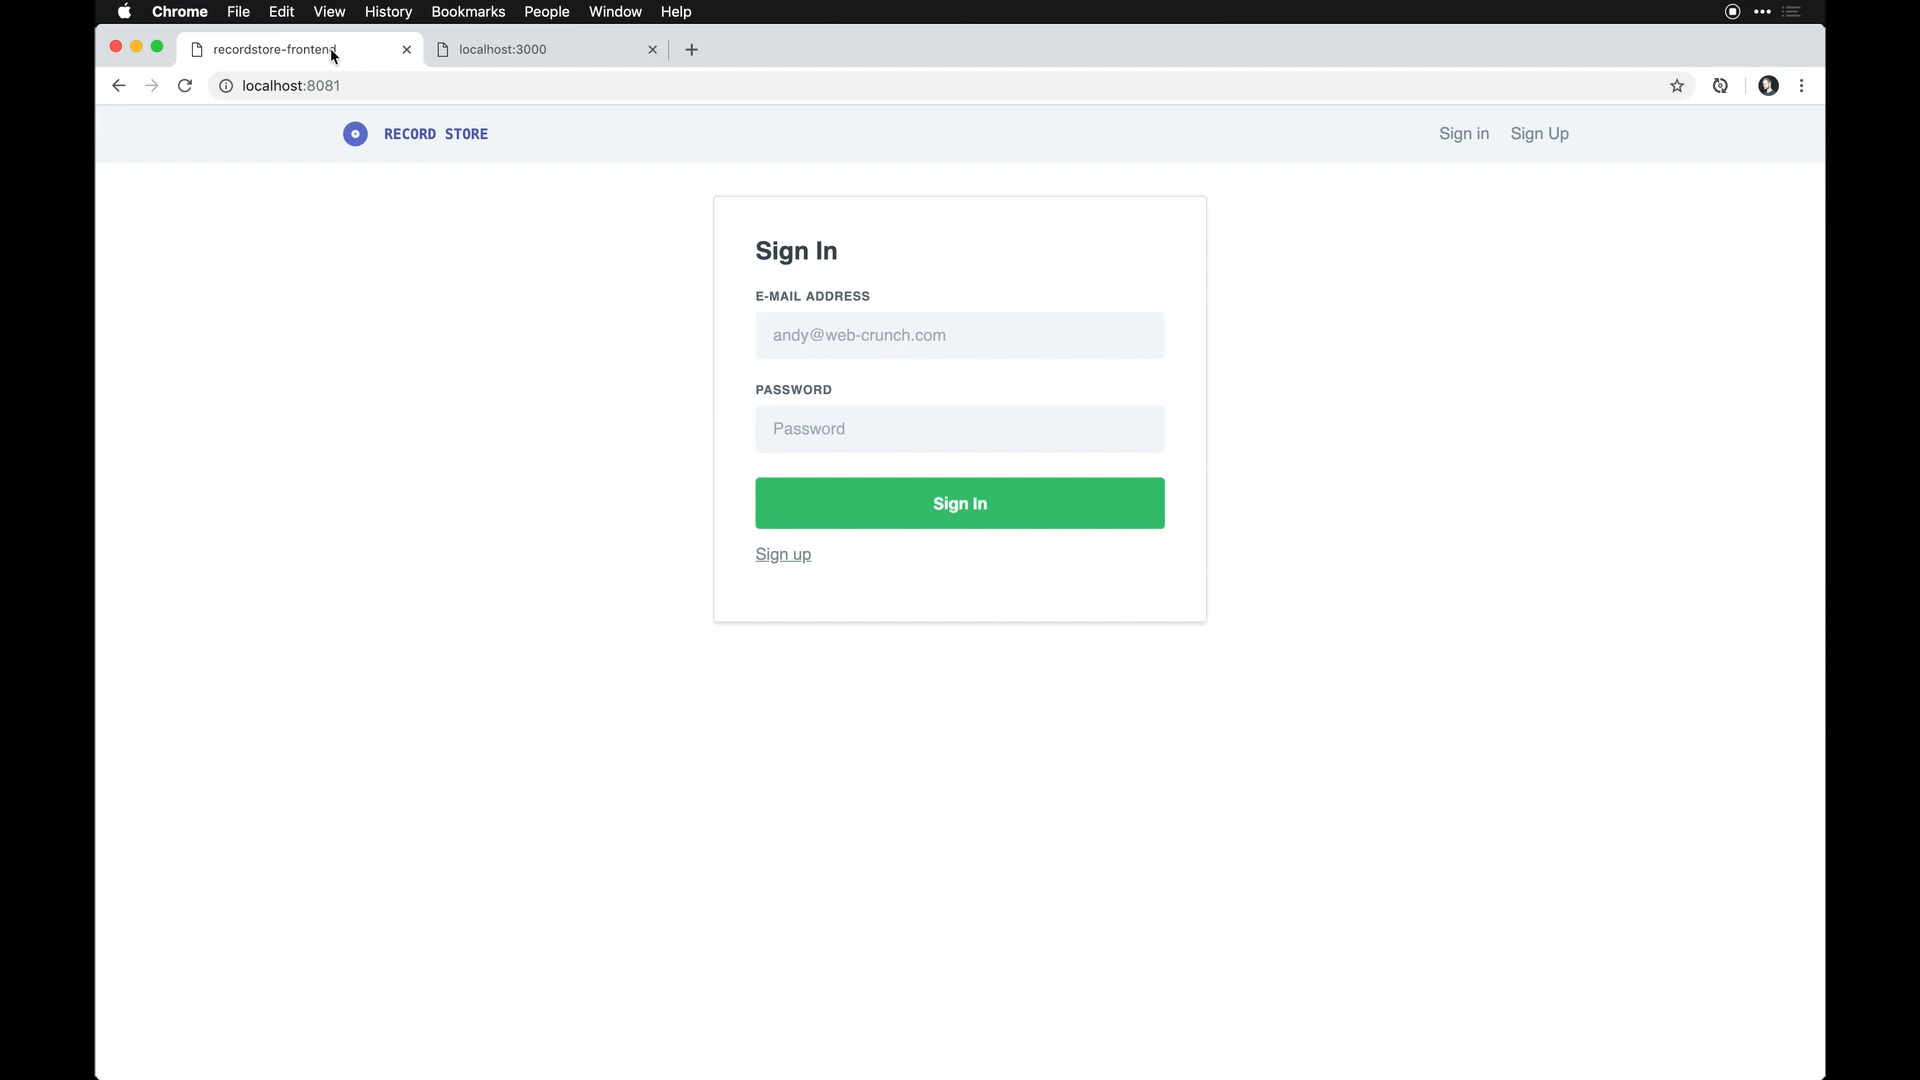 Chrome File Edit View History Bookmarks People Window Help
recordstore-frontend localhost:3000
localhost:8081
RECORD STORE Sign in Sign Up
Sign In
E-MAIL ADDRESS
andy@web-crunch.com
PASSWORD
Password
Sign In
Sign up